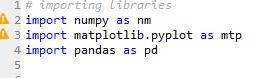 1 # importing libraries
2 import numpy as nm
3 import matplotlib.pyplot as mtp
4 import pandas as pd
5